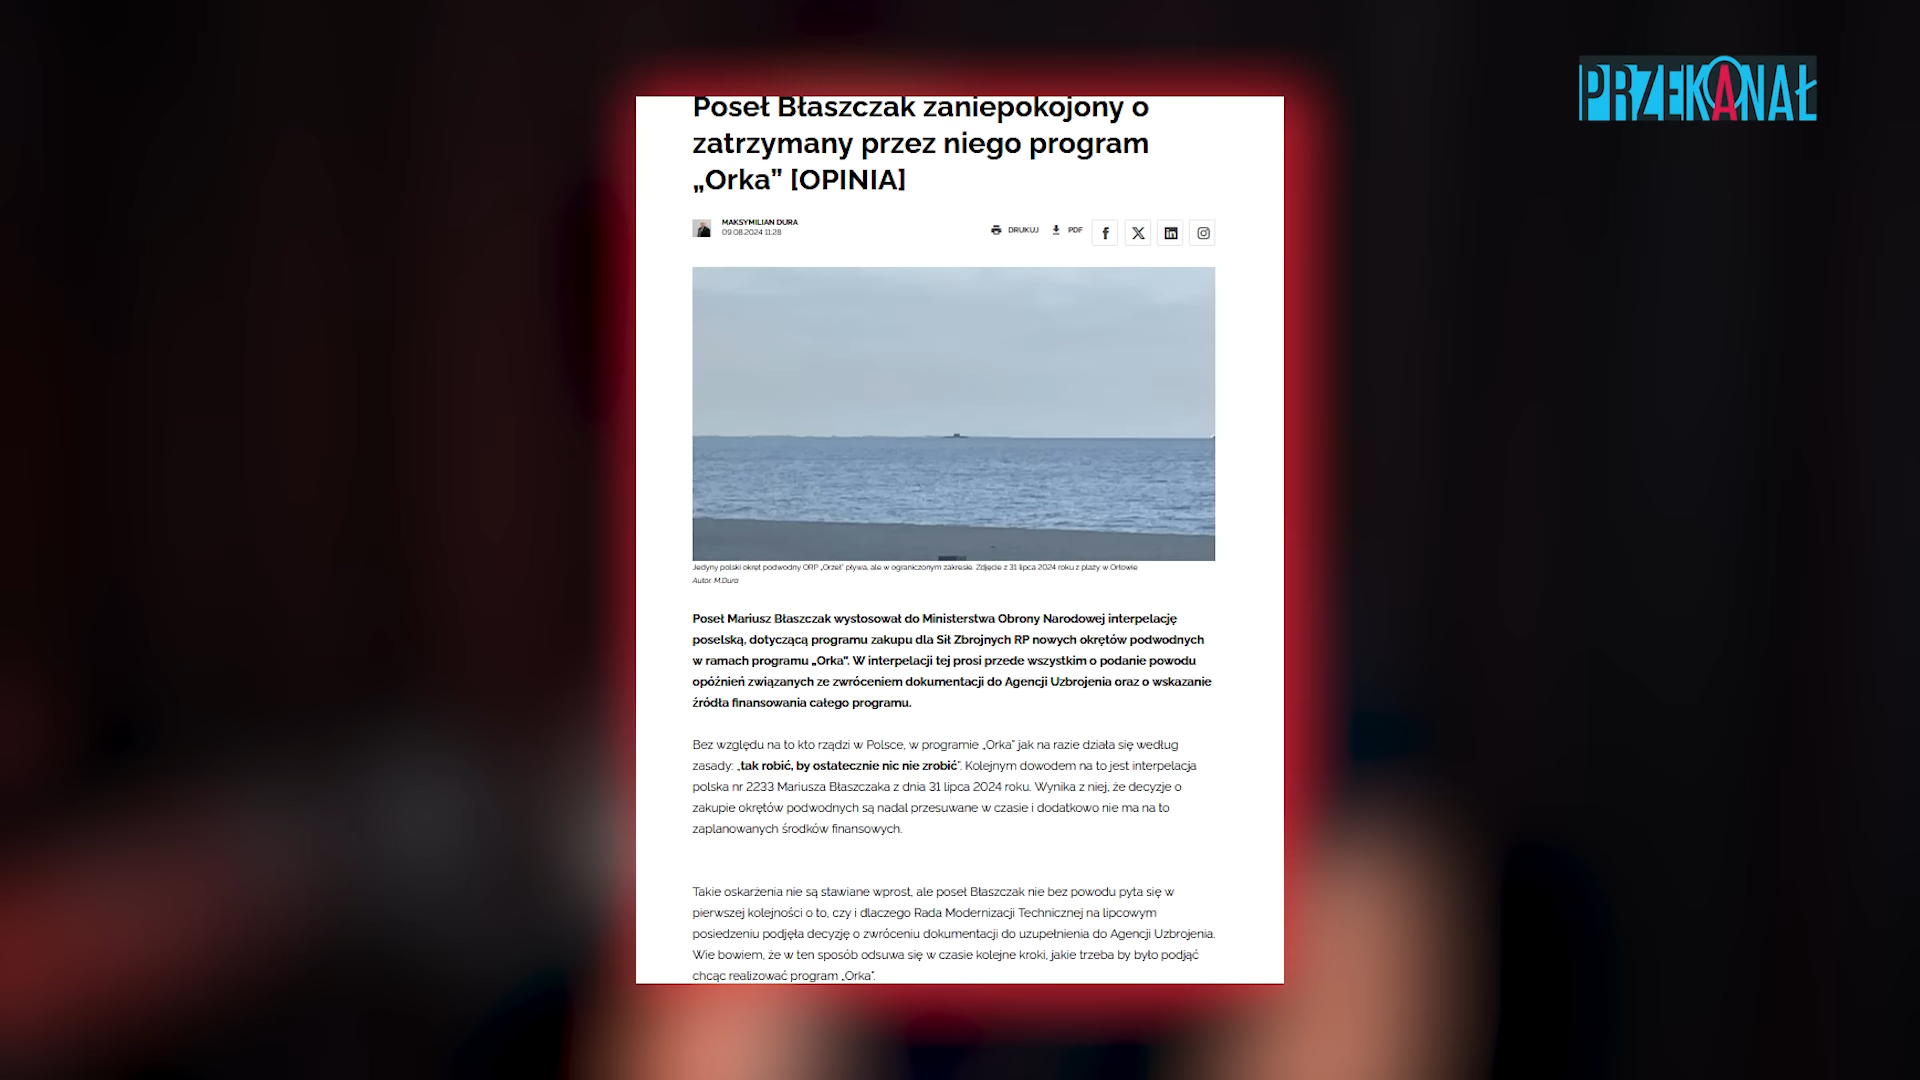 PRZEKANAŁ
Poseł Błaszczak zaniepokojony o
zatrzymany przez niego program
„Orka” [OPINIA]
MAKSYMILIAN DURA
09.08.2024 11:28
DRUKUJ PDF
Jedyny polski okręt podwodny ORP „Orzeł” pływa, ale w ograniczonym zakresie. Zdjęcie z 31 lipca 2024 roku z plaży w Orłowie
Autor. M.Dura
Poseł Mariusz Błaszczak wystosował do Ministerstwa Obrony Narodowej interpelację
poselską, dotyczącą programu zakupu dla Sił Zbrojnych RP nowych okrętów podwodnych
w ramach programu „Orka”. W interpelacji tej prosi przede wszystkim o podanie powodu
opóźnień związanych ze zwróceniem dokumentacji do Agencji Uzbrojenia oraz o wskazanie
źródła finansowania całego programu.
Bez względu na to kto rządzi w Polsce, w programie „Orka” jak na razie działa się według
zasady: „tak robić, by ostatecznie nic nie zrobić”. Kolejnym dowodem na to jest interpelacja
polska nr 2233 Mariusza Błaszczaka z dnia 31 lipca 2024 roku. Wynika z niej, że decyzje o
zakupie okrętów podwodnych są nadal przesuwane w czasie i dodatkowo nie ma na to
zaplanowanych środków finansowych.
Takie oskarżenia nie są stawiane wprost, ale poseł Błaszczak nie bez powodu pyta się w
pierwszej kolejności o to, czy i dlaczego Rada Modernizacji Technicznej na lipcowym
posiedzeniu podjęła decyzję o zwróceniu dokumentacji do uzupełnienia do Agencji Uzbrojenia.
Wie bowiem, że w ten sposób odsuwa się w czasie kolejne kroki, jakie trzeba by było podjąć
chcąc realizować program „Orka”.